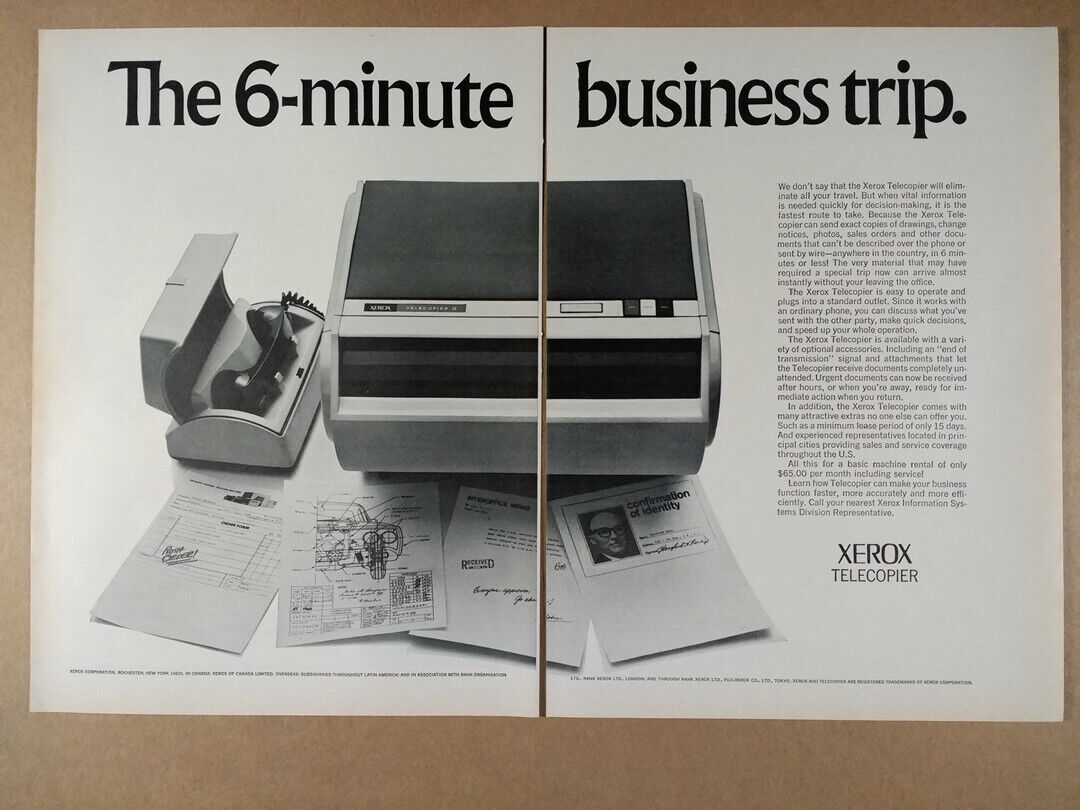 The 6-minute business trip.
We don't say that the Xerox Telecopier will elim-
inate all your travel. But when vital information
is needed quickly for decision-making, it is the
fastest route to take. Because the Xerox Tele-
copier can send exact copies of drawings, change
notices, photos, sales orders and other docu-
ments that can't be described over the phone or
sent by wire—anywhere in the country, in 6 min-
utes or less! The very material that may have
required a special trip now can arrive almost
instantly without your leaving the office.
The Xerox Telecopier is easy to operate and
plugs into a standard outlet. Since it works with
an ordinary phone, you can discuss what you've
sent with the other party, make quick decisions,
and speed up your whole operation.
The Xerox Telecopier is available with a vari-
ety of optional accessories. Including an "end of
transmission" signal and attachments that let
the Telecopier receive documents completely un-
attended. Urgent documents can now be received
after hours, or when you're away, ready for im-
mediate action when you return.
In addition, the Xerox Telecopier comes with
many attractive extras no one else can offer you.
Such as a minimum lease period of only 15 days.
And experienced representatives located in prin-
cipal cities providing sales and service coverage
throughout the U.S.
All this for a basic machine rental of only
$65.00 per month including service!
Learn how Telecopier can make your business
function faster, more accurately and more effi-
ciently. Call your nearest Xerox Information Sys-
tems Division Representative.
XEROX
TELECOPIER
XEROX TELECOPIER II
ORDER FORM
RUSH
ORDER!
INTEROFFICE MEMO
RECEIVED
Everyone approves.
confirmation
of identity
XEROX CORPORATION, ROCHESTER, NEW YORK 14603. IN CANADA: XEROX OF CANADA LIMITED. OVERSEAS: SUBSIDIARIES THROUGHOUT LATIN AMERICA; AND IN ASSOCIATION WITH RANK ORGANISATION
LTD., RANK XEROX LTD., LONDON; AND THROUGH RANK XEROX LTD., FUJI-XEROX CO., LTD., TOKYO. XEROX AND TELECOPIER ARE REGISTERED TRADEMARKS OF XEROX CORPORATION.